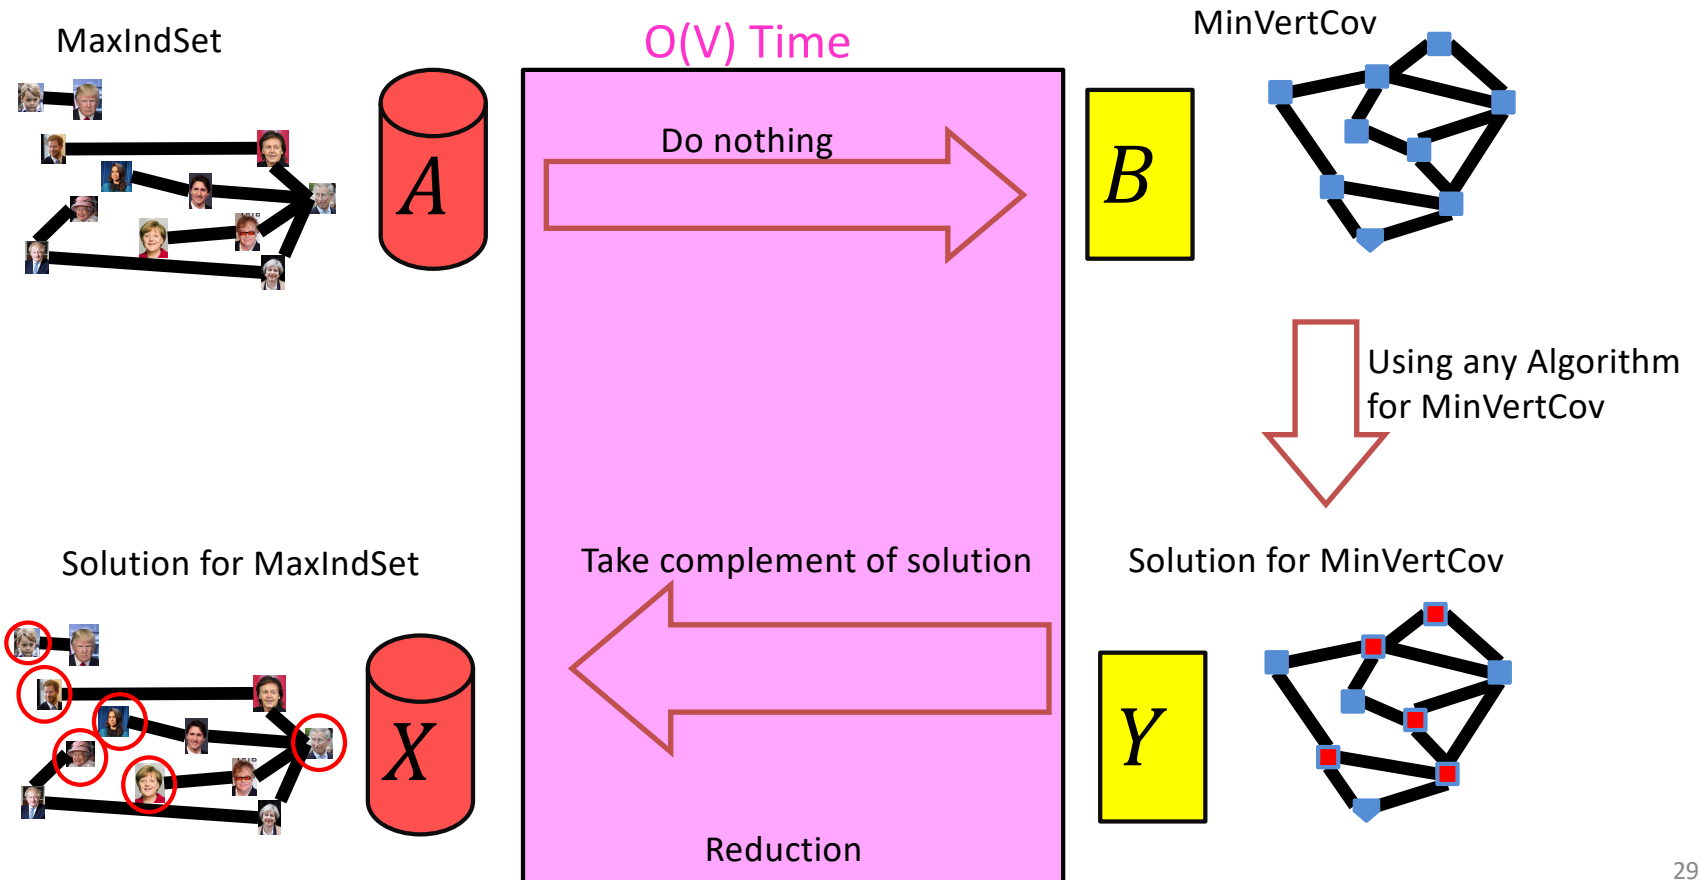 MaxIndSet
O(V) Time
MinVertCov
Do nothing
A
B
Using any Algorithm
for MinVertCov
Solution for MaxIndSet
Take complement of solution
Solution for MinVertCov
X
Y
Reduction
29